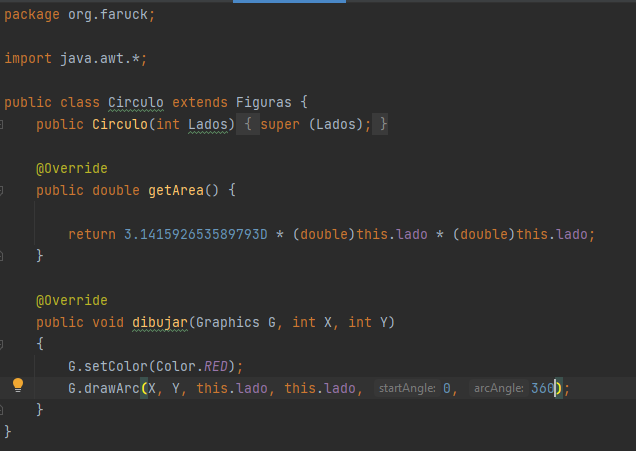 package org.faruck;
import java.awt.*;
public class Circulo extends Figuras {
public Circulo(int Lados) { super (Lados); }
@Override
public double getArea() {
return 3.141592653589793D * (double)this.lado * (double)this.lado;
}
@Override
public void dibujar(Graphics G, int X, int Y)
{
G.setColor(Color.RED);
G.drawArc(X, Y, this.lado, this.lado, startAngle: 0, arcAngle: 360);
}
}